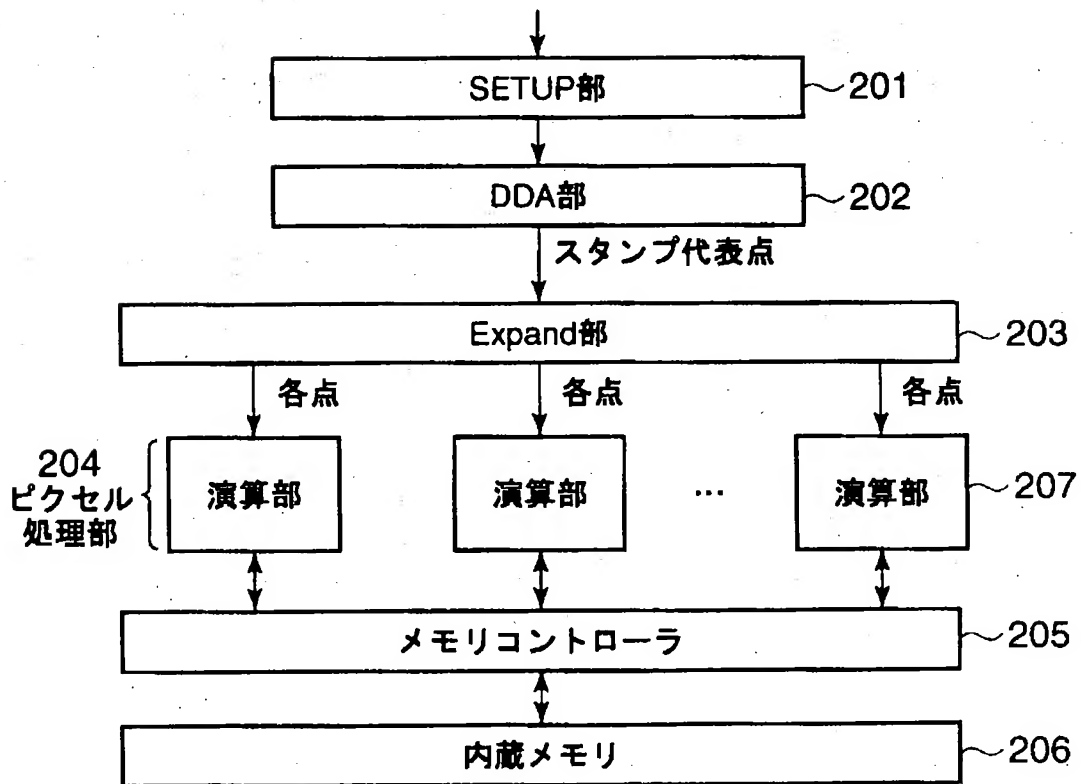 SETUP部
201
DDA部
202
スタンプ代表点
Expand部
203
各点 各点 各点
204
ピクセル
処理部
演算部 演算部 … 演算部
207
メモリコントローラ
205
内蔵メモリ
206